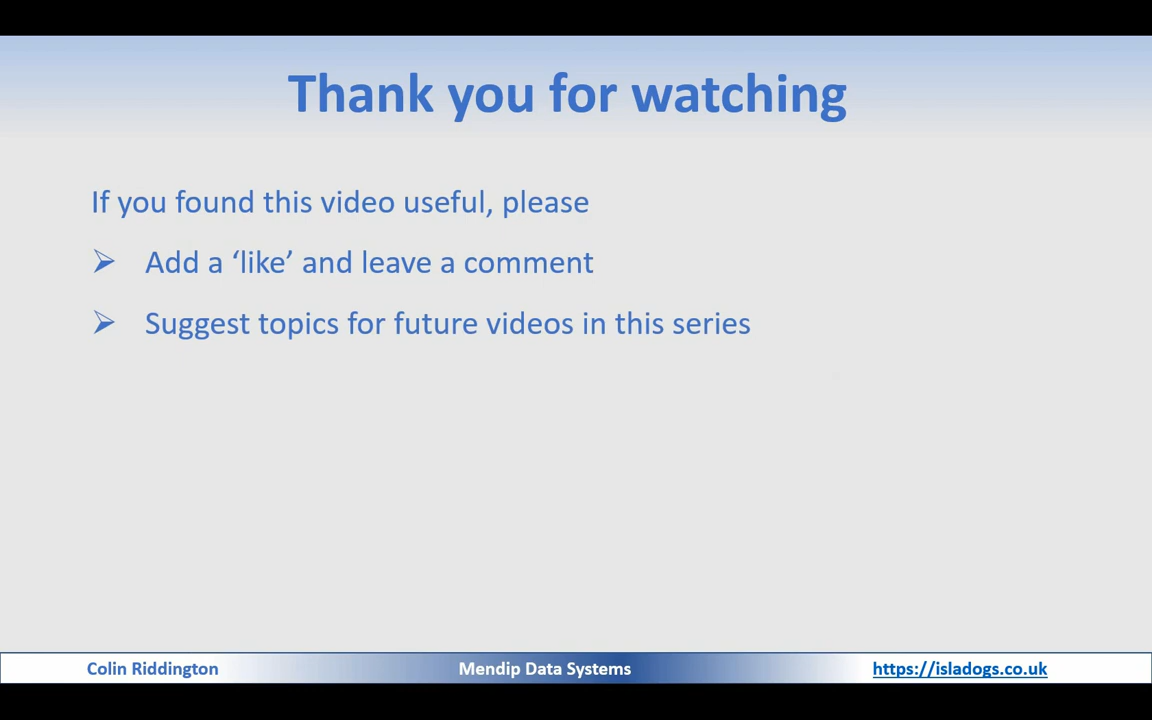 Thank you for watching
If you found this video useful, please
➢ Add a ‘like’ and leave a comment
➢ Suggest topics for future videos in this series
Colin Riddington
Mendip Data Systems
https://isladogs.co.uk